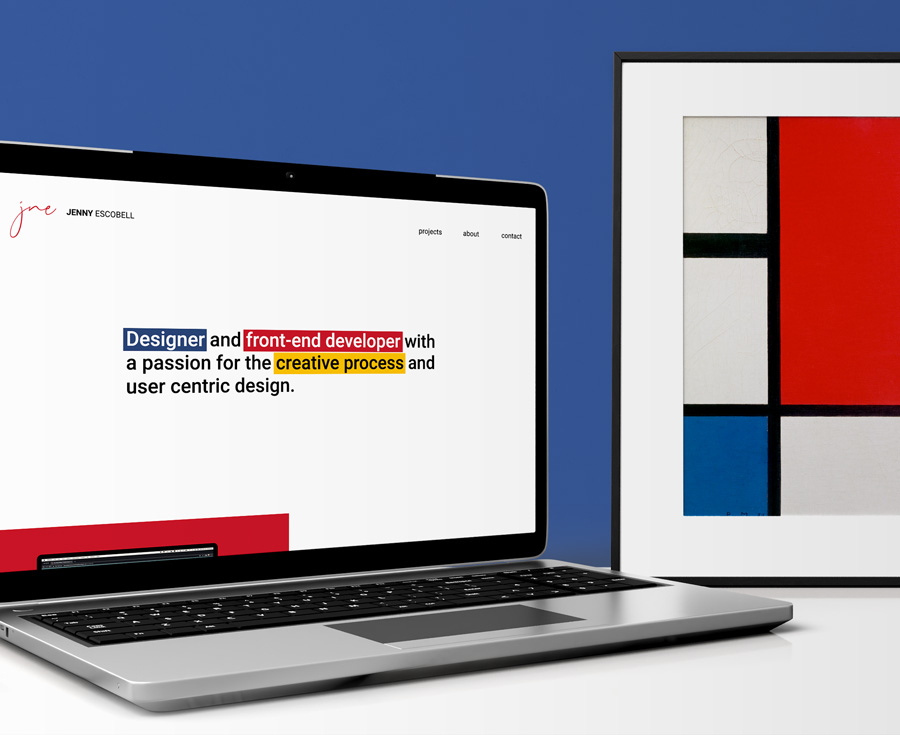 jne JENNY ESCOBELL
projects about contact
Designer and front-end developer with
a passion for the creative process and
user centric design.